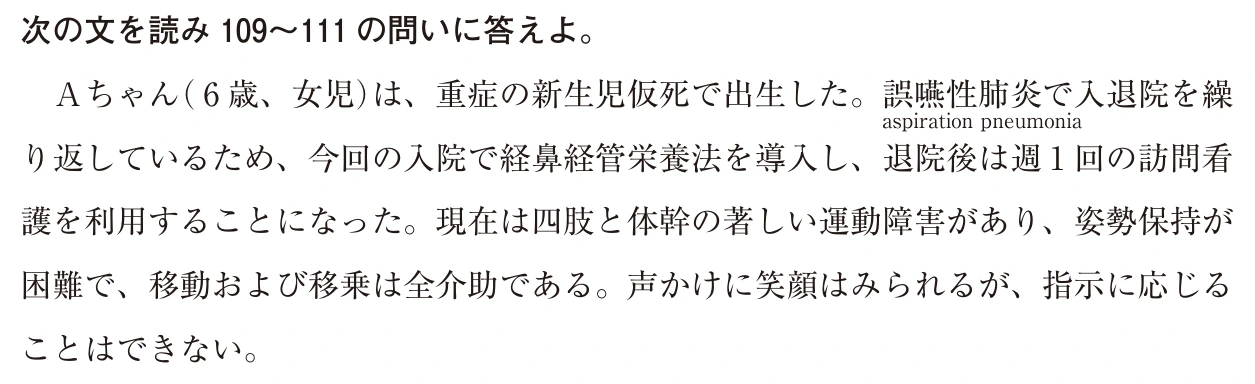 次の文を読み 109〜111 の問いに答えよ。
Aちゃん(6歳、女児)は、重症の新生児仮死で出生した。誤嚥性肺炎で入退院を繰
aspiration pneumonia
り返しているため、今回の入院で経鼻経管栄養法を導入し、退院後は週1回の訪問看
護を利用することになった。現在は四肢と体幹の著しい運動障害があり、姿勢保持が
困難で、移動および移乗は全介助である。声かけに笑顔はみられるが、指示に応じる
ことはできない。